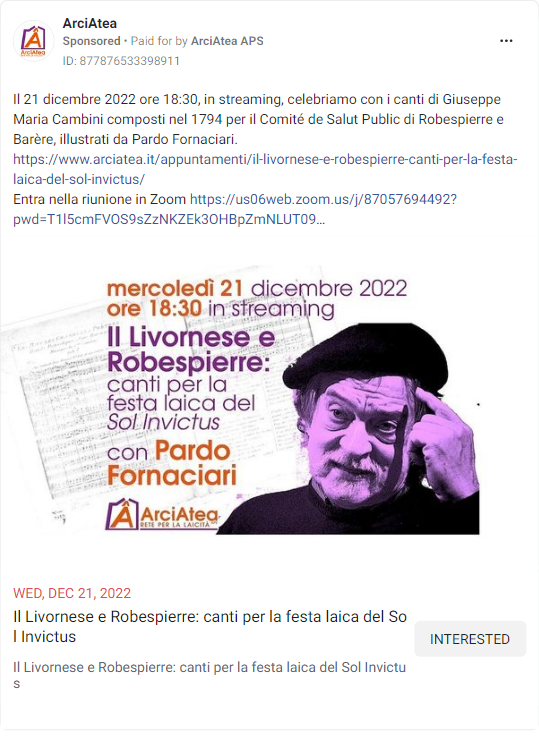 ArciAtea
Sponsored • Paid for by ArciAtea APS
ID: 877876533398911
Il 21 dicembre 2022 ore 18:30, in streaming, celebriamo con i canti di Giuseppe
Maria Cambini composti nel 1794 per il Comité de Salut Public di Robespierre e
Barère, illustrati da Pardo Fornaciari.
https://www.arciatea.it/appuntamenti/il-livornese-e-robespierre-canti-per-la-festa-
laica-del-sol-invictus/
Entra nella riunione in Zoom https://us06web.zoom.us/j/87057694492?
pwd=T1l5cmFVOS9sZzNKZEk3OHBpZmNLUT09...
mercoledì 21 dicembre 2022
ore 18:30 in streaming
Il Livornese e
Robespierre:
canti per la
festa laica del
Sol Invictus
con Pardo
Fornaciari
ArciAtea
RETE PER LA LAICITÀ APS
WED, DEC 21, 2022
Il Livornese e Robespierre: canti per la festa laica del So
l Invictus
INTERESTED
Il Livornese e Robespierre: canti per la festa laica del Sol Invictu
s